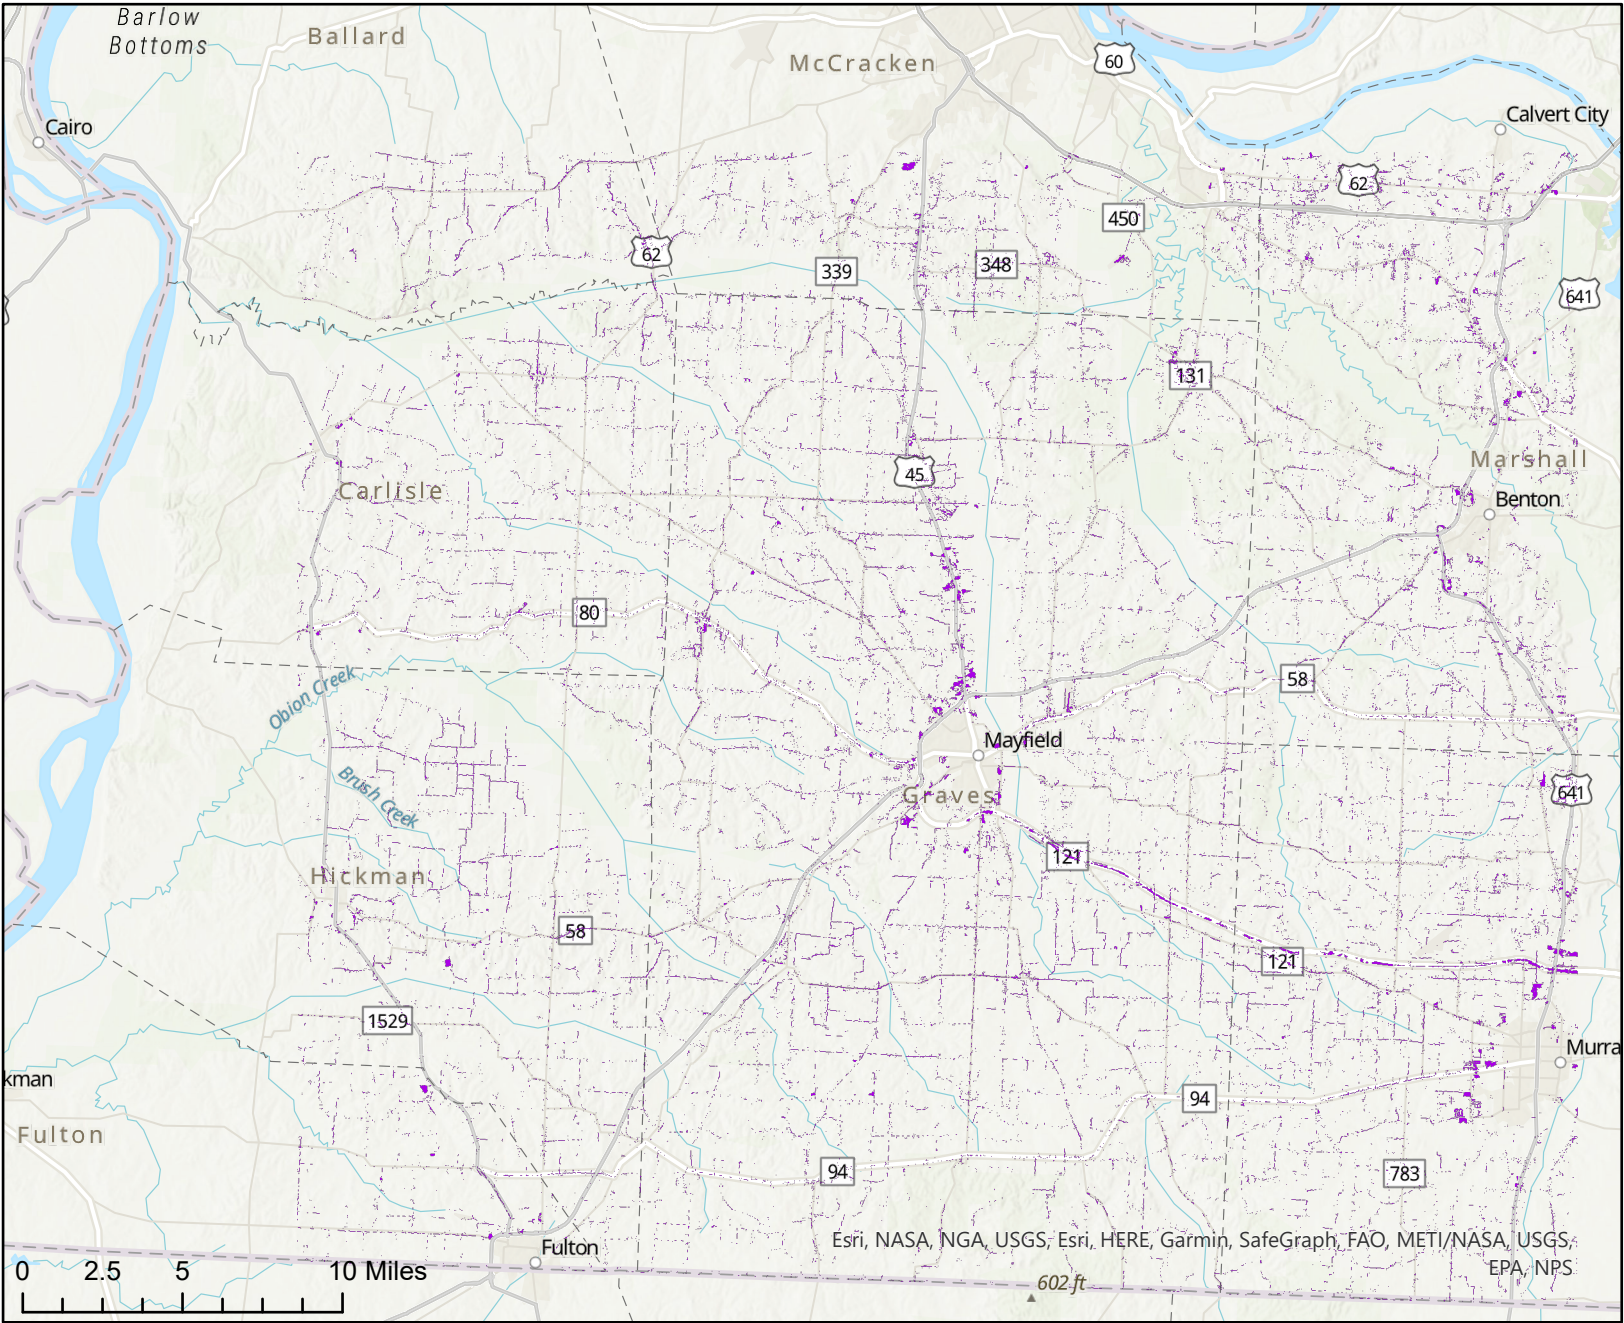 Barlow
Bottoms
Ballard
McCracken
60
Calvert City
Cairo
62
450
62
339
348
641
131
45
Marshall
Carlisle
Benton
80
58
Obion Creek
Mayfield
Brush Creek
Graves
641
121
Hickman
58
121
1529
Murra
kman
94
Fulton
94
783
Esri, NASA, NGA, USGS, Esri, HERE, Garmin, SafeGraph, FAO, METI/NASA, USGS,
EPA, NPS
Fulton
0 2.5 5 10 Miles
602 ft